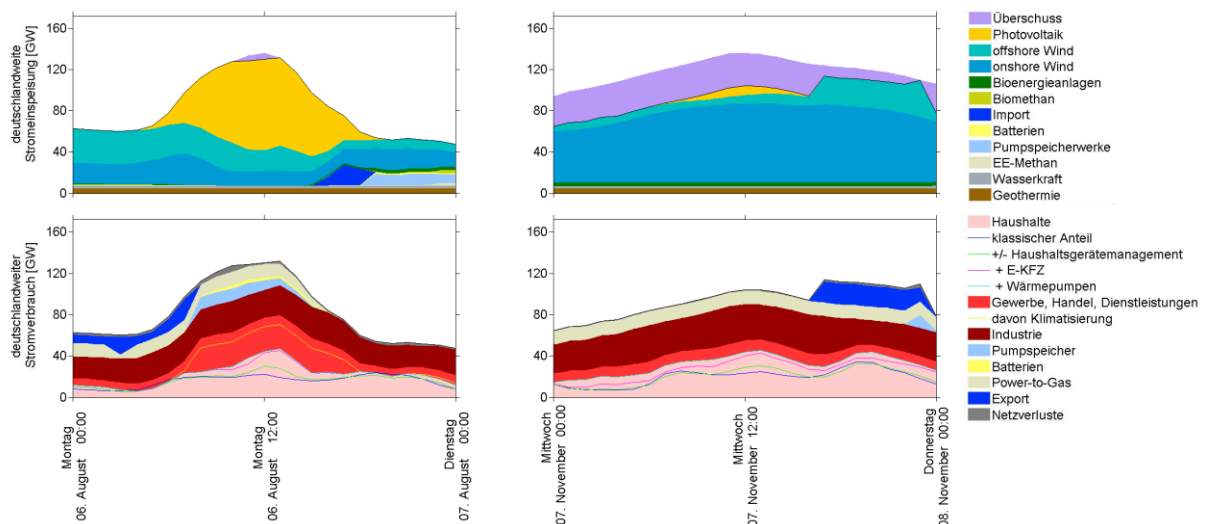 deutschlandweite
Stromeinspeisung [GW]
160
120
80
40
0
160
120
80
40
0
Überschuss
Photovoltaik
offshore Wind
onshore Wind
Bioenergieanlagen
Biomethan
Import
Batterien
Pumpspeicherwerke
EE-Methan
Wasserkraft
Geothermie
deutschlandweiter
Stromverbrauch [GW]
160
120
80
40
0
160
120
80
40
0
Haushalte
klassischer Anteil
+/- Haushaltsgerätemanagement
+ E-KFZ
+ Wärmepumpen
Gewerbe, Handel, Dienstleistungen
davon Klimatisierung
Industrie
Pumpspeicher
Batterien
Power-to-Gas
Export
Netzverluste
Montag 00:00
06. August
Montag 12:00
06. August
Dienstag 00:00
07. August
Mittwoch 00:00
07. November
Mittwoch 12:00
07. November
Donnerstag 00:00
08. November